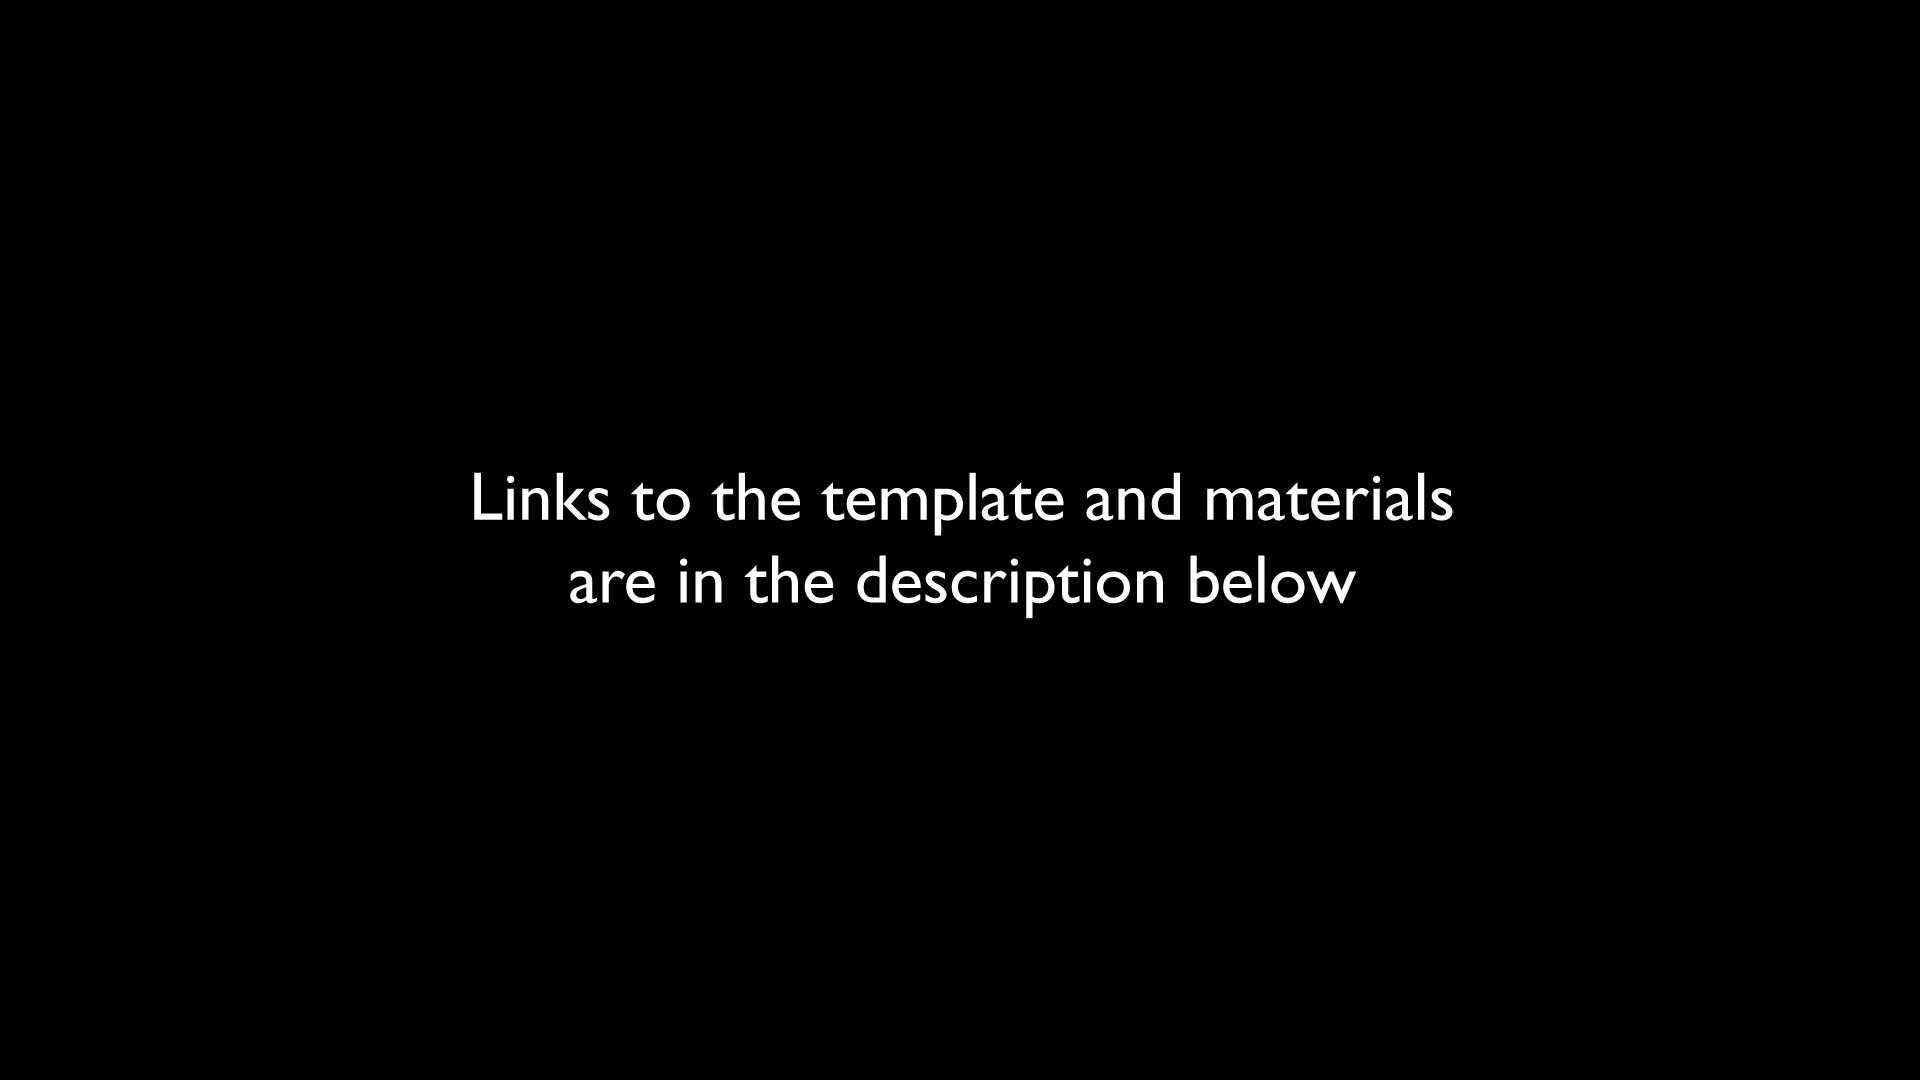 Links to the template and materials
are in the description below